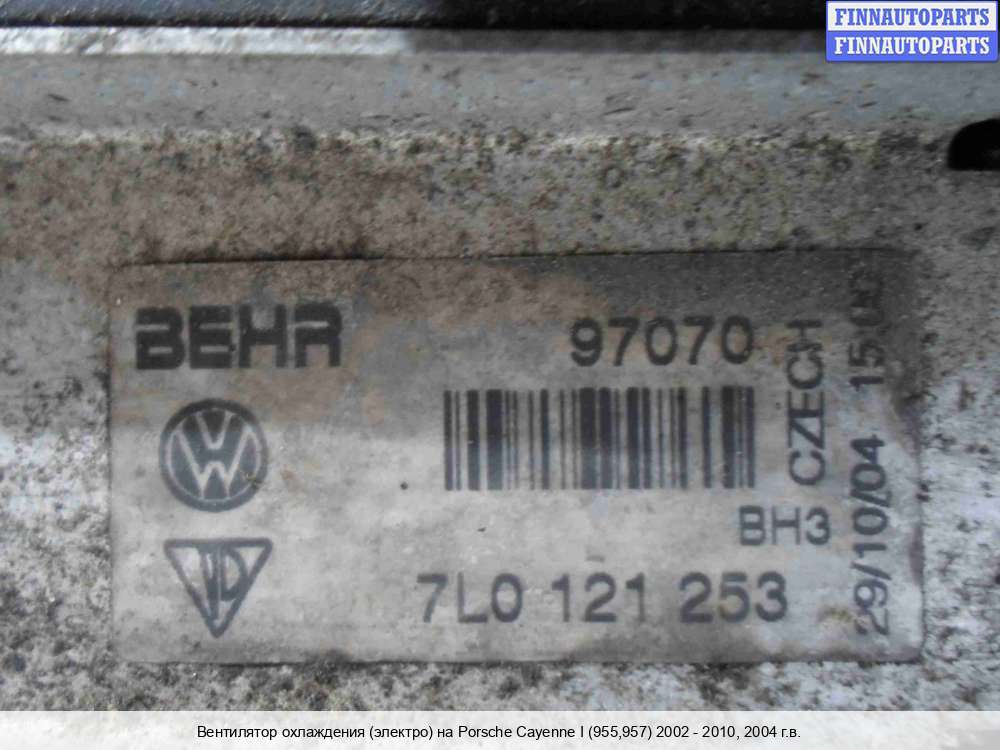 FINNAUTOPARTS
FINNAUTOPARTS
BEHR
97070
CZECH
BH3
7L0 121 253
29/10/04
Вентилятор охлаждения (электро) на Porsche Cayenne I (955,957) 2002 - 2010, 2004 г.в.